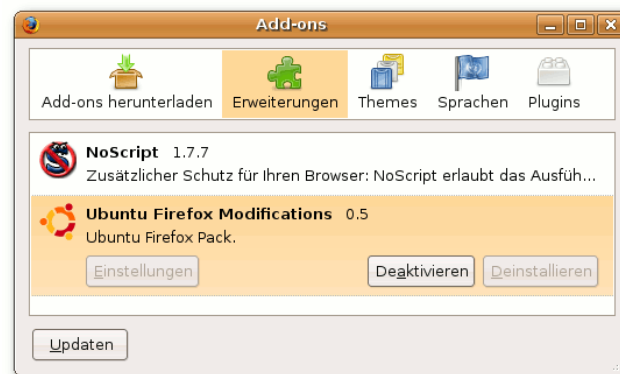 Add-ons
Add-ons herunterladen Erweiterungen Themes Sprachen Plugins
NoScript 1.7.7
Zusätzlicher Schutz für Ihren Browser: NoScript erlaubt das Ausfüh...
Ubuntu Firefox Modifications 0.5
Ubuntu Firefox Pack.
Einstellungen Deaktivieren Deinstallieren
Updaten